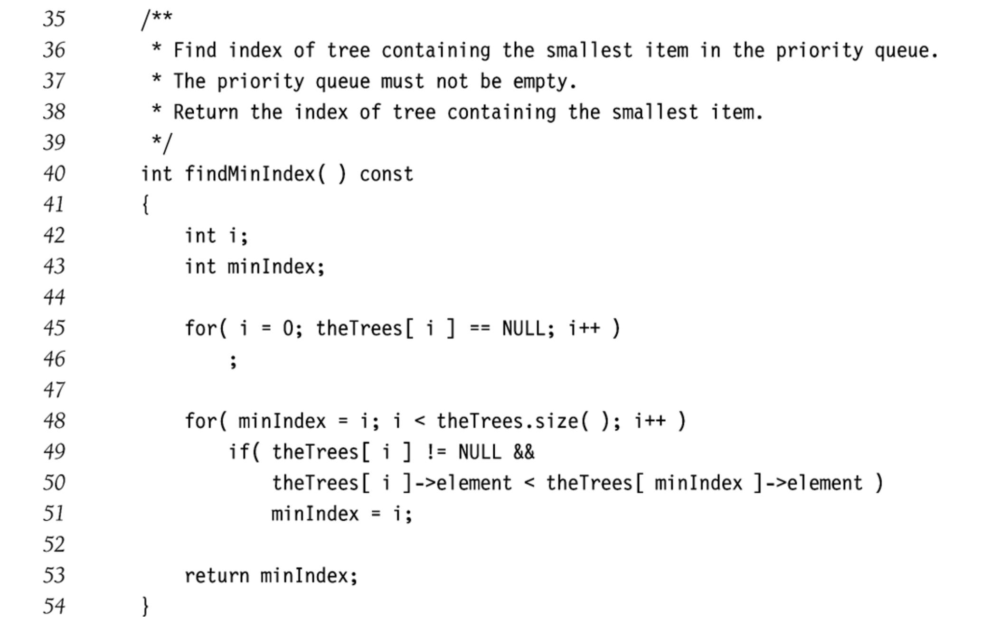 35 /**
36  * Find index of tree containing the smallest item in the priority queue.
37  * The priority queue must not be empty.
38  * Return the index of tree containing the smallest item.
39  */
40 int findMinIndex( ) const
41 {
42     int i;
43     int minIndex;
44
45     for( i = 0; theTrees[ i ] == NULL; i++ )
46         ;
47
48     for( minIndex = i; i < theTrees.size( ); i++ )
49         if( theTrees[ i ] != NULL &&
50             theTrees[ i ]->element < theTrees[ minIndex ]->element )
51             minIndex = i;
52
53     return minIndex;
54 }